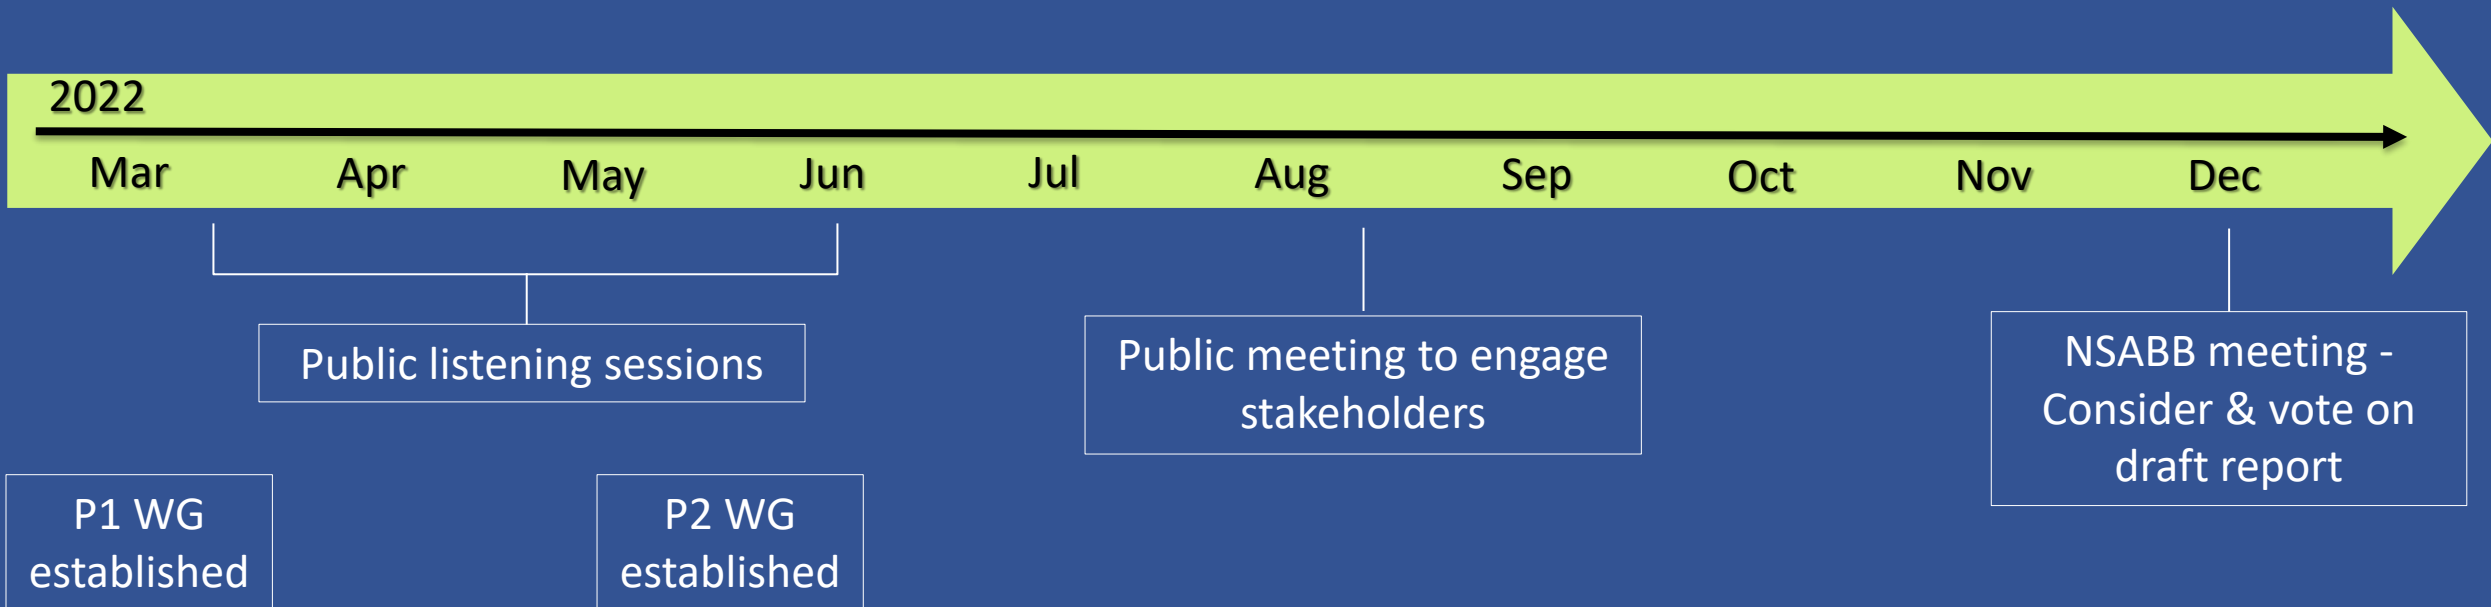 2022
Mar Apr May Jun Jul Aug Sep Oct Nov Dec
Public listening sessions
Public meeting to engage
stakeholders
NSABB meeting -
Consider & vote on
draft report
P1 WG
established
P2 WG
established